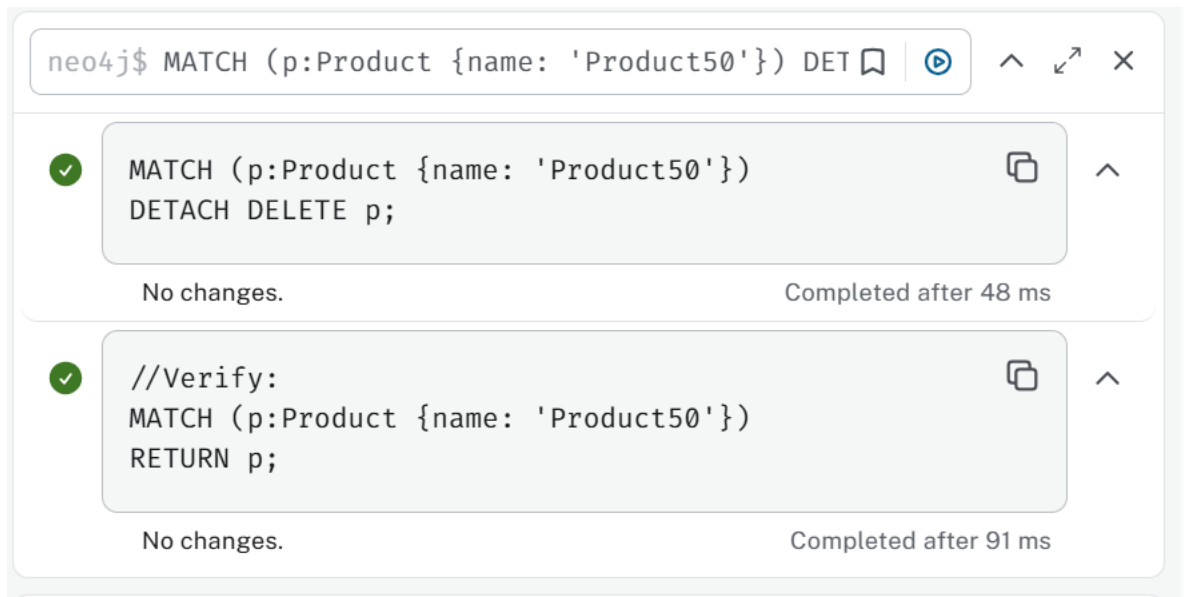 neo4j$ MATCH (p:Product {name: 'Product50'}) DET
MATCH (p:Product {name: 'Product50'})
DETACH DELETE p;
No changes.
Completed after 48 ms
//Verify:
MATCH (p:Product {name: 'Product50'})
RETURN p;
No changes.
Completed after 91 ms